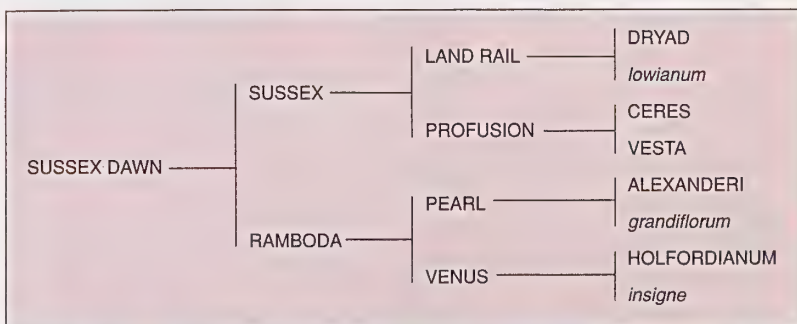 DRYAD
LAND RAIL
lowianum
SUSSEX
CERES
PROFUSION
VESTA
SUSSEX DAWN
ALEXANDERI
PEARL
grandiflorum
RAMBODA
HOLFORDIANUM
VENUS
insigne